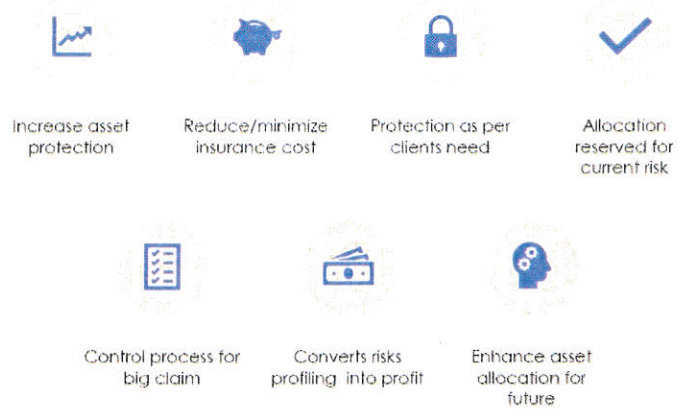 Increase asset
protection
Reduce/minimize
insurance cost
Protection as per
clients need
Allocation
reserved for
current risk
Control process for
big claim
Converts risks
profiling into profit
Enhance asset
allocation for
future